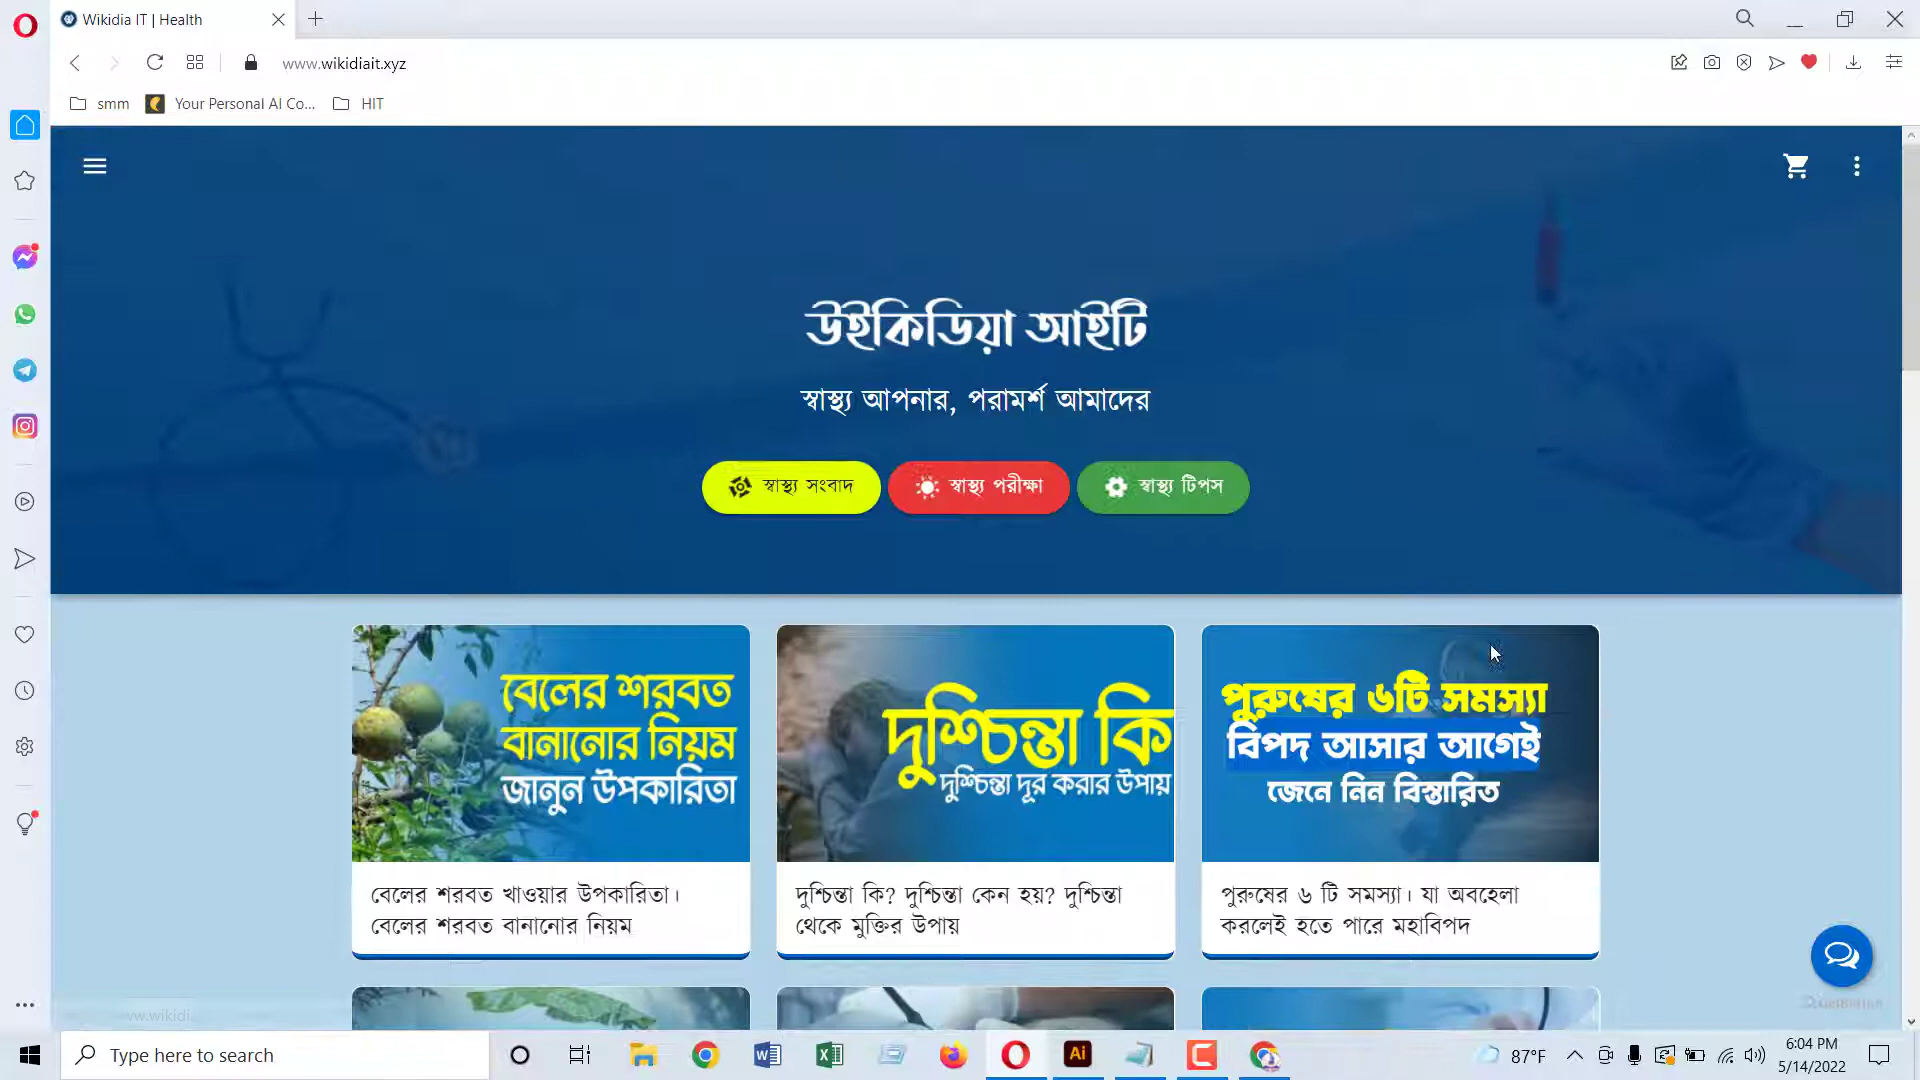 Wikidia IT | Health
www.wikidiait.xyz
smm
Your Personal AI Co...
HIT
উইকিডিয়া আইটি
স্বাস্থ্য আপনার, পরামর্শ আমাদের
স্বাস্থ্য সংবাদ
স্বাস্থ্য পরীক্ষা
স্বাস্থ্য টিপস
বেলের শরবত
বানানোর নিয়ম
জানুন উপকারিতা
দুশ্চিন্তা কি
দুশ্চিন্তা দূর করার উপায়
পুরুষের ৬টি সমস্যা
বিপদ আসার আগেই
জেনে নিন বিস্তারিত
বেলের শরবত খাওয়ার উপকারিতা।
বেলের শরবত বানানোর নিয়ম
দুশ্চিন্তা কি? দুশ্চিন্তা কেন হয়? দুশ্চিন্তা
থেকে মুক্তির উপায়
পুরুষের ৬ টি সমস্যা। যা অবহেলা
করলেই হতে পারে মহাবিপদ
Type here to search
Ai
87°F
6:04 PM
5/14/2022